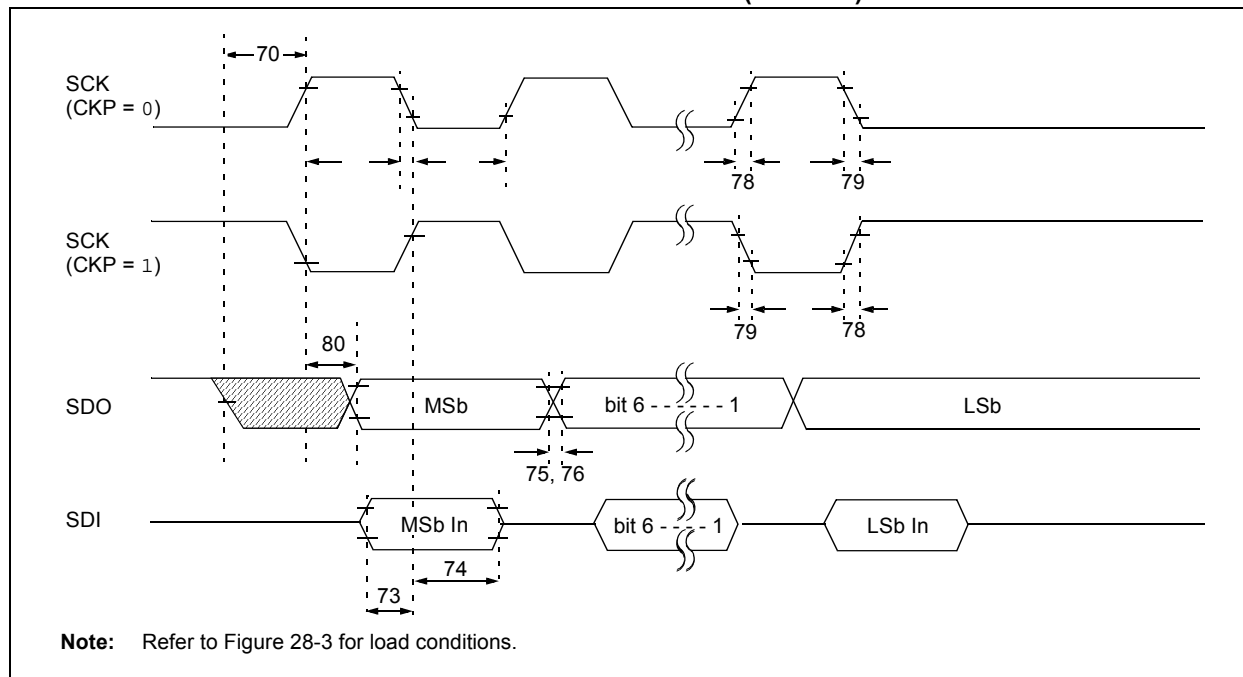 70
SCK
(CKP = 0)
78
79
SCK
(CKP = 1)
79
78
80
SDO
MSb
bit 6 - - - - - - 1
LSb
75, 76
SDI
MSb In
bit 6 - - - - 1
LSb In
74
73
Note: Refer to Figure 28-3 for load conditions.